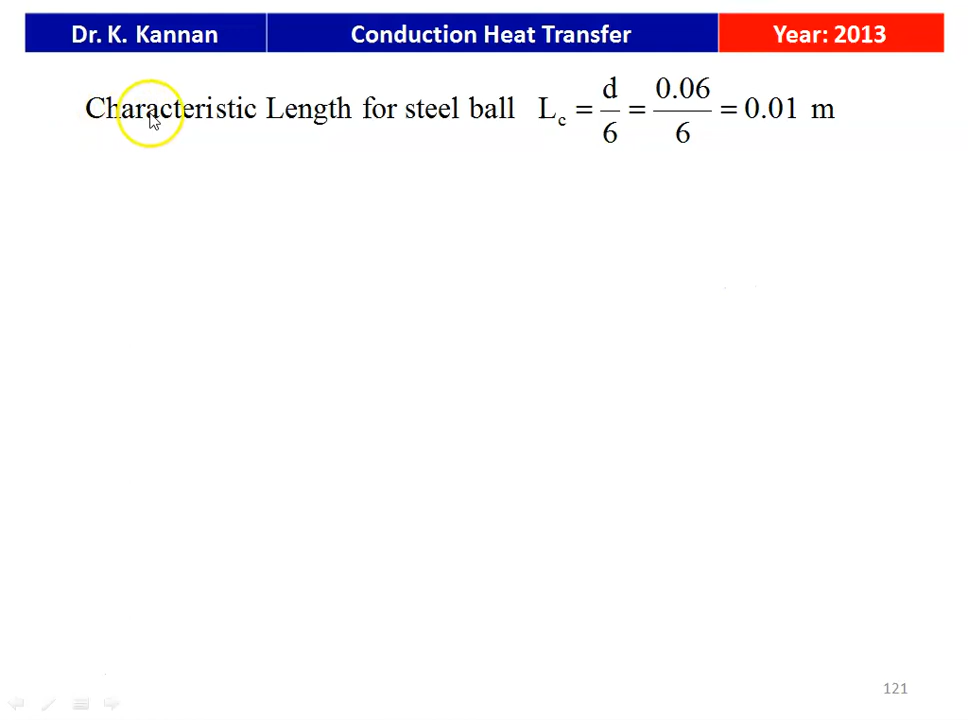 Dr. K. Kannan Conduction Heat Transfer Year: 2013
Characteristic Length for steel ball L_c = d/6 = 0.06/6 = 0.01 m
121